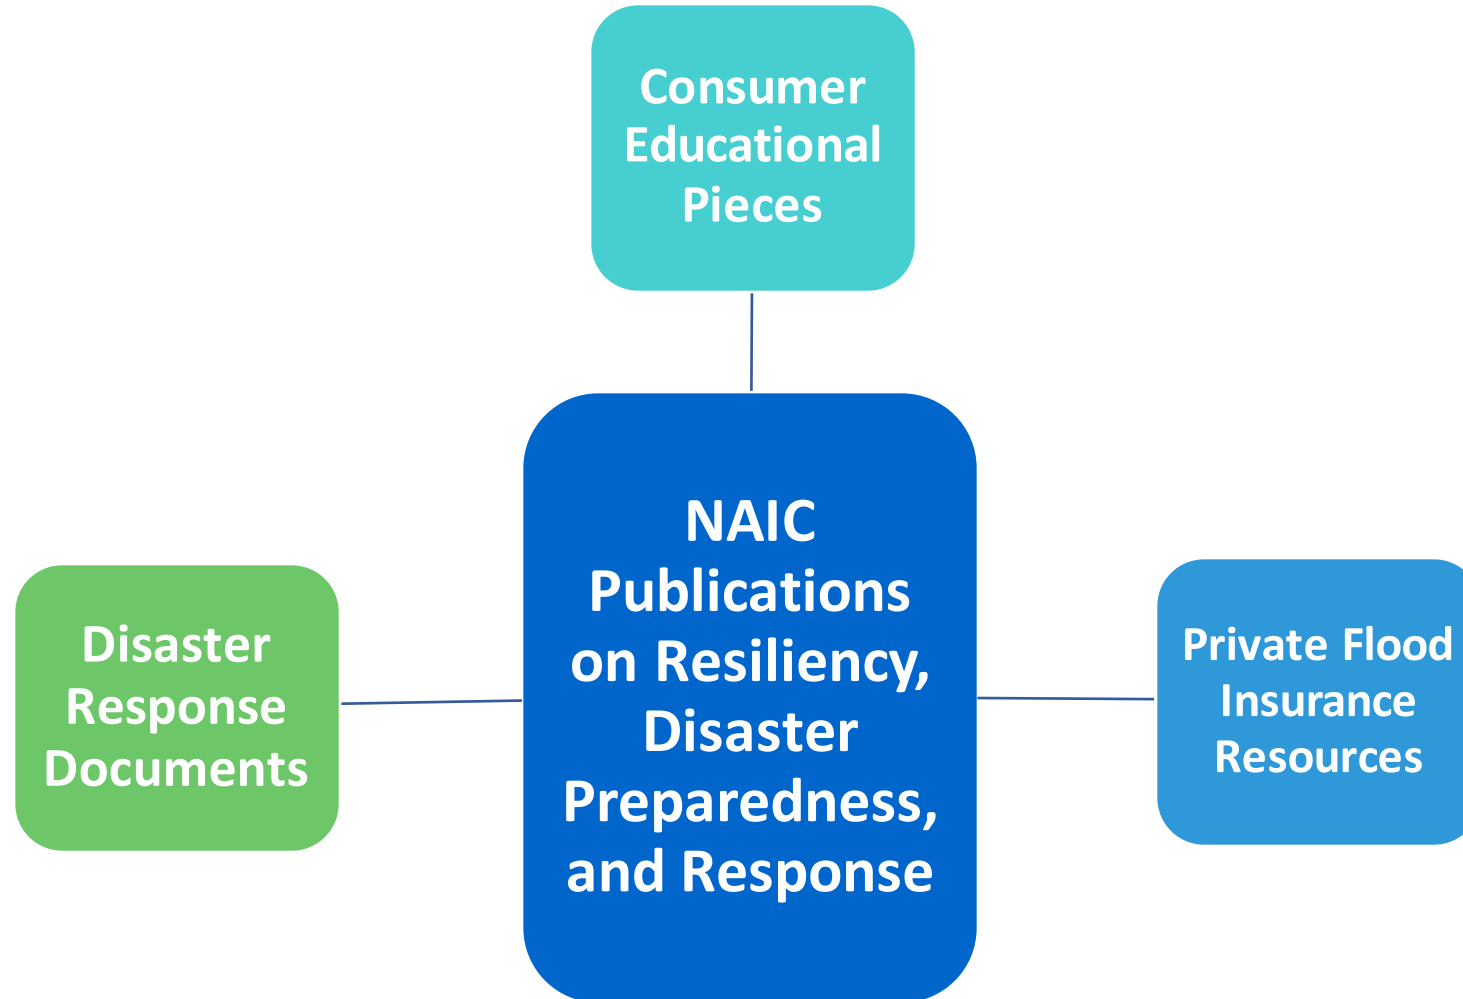 Consumer
Educational
Pieces
NAIC
Publications
on Resiliency,
Disaster
Preparedness,
and Response
Disaster
Response
Documents
Private Flood
Insurance
Resources